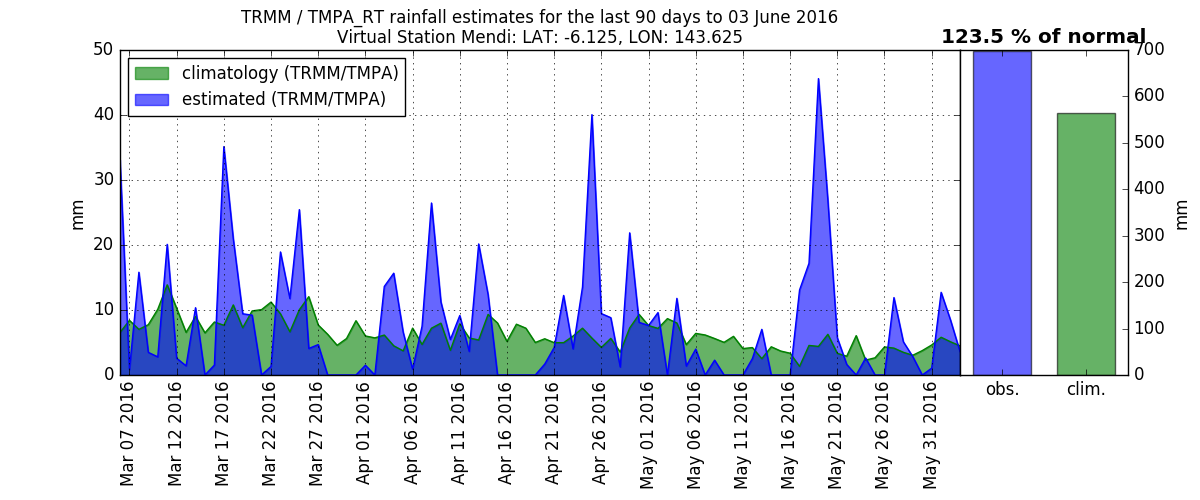 TRMM / TMPA_RT rainfall estimates for the last 90 days to 03 June 2016
Virtual Station Mendi: LAT: -6.125, LON: 143.625
123.5 % of normal
climatology (TRMM/TMPA)
estimated (TRMM/TMPA)
50
40
30
20
10
0
mm
Mar 07 2016
Mar 12 2016
Mar 17 2016
Mar 22 2016
Mar 27 2016
Apr 01 2016
Apr 06 2016
Apr 11 2016
Apr 16 2016
Apr 21 2016
Apr 26 2016
May 01 2016
May 06 2016
May 11 2016
May 16 2016
May 21 2016
May 26 2016
May 31 2016
obs.
clim.
700
600
500
400
300
200
100
0
mm